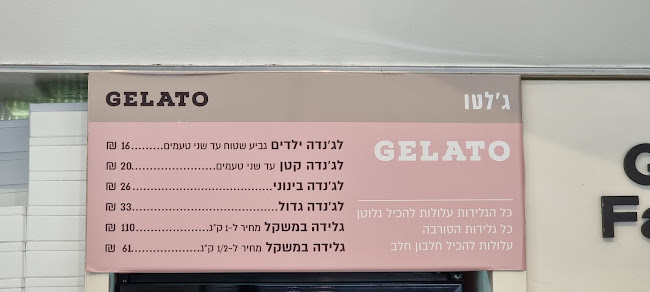 GELATO
ג'לטו
GELATO
לג'נדה ילדים גביע שטוח עד שני טעמים.........16 ₪
לג'נדה קטן עד שני טעמים................20 ₪
לג'נדה בינוני...........................26 ₪
לג'נדה גדול............................33 ₪
גלידה במשקל מחיר ל-1 ק"ג..............110 ₪
גלידה במשקל מחיר ל-1/2 ק"ג.............61 ₪
כל הגלידות עלולות להכיל גלוטן
כל גלידות הסורבה
עלולות להכיל חלבון חלב
G
Fa